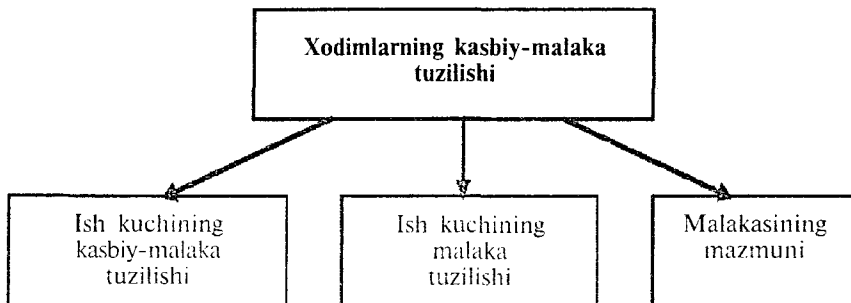 Xodimlarning kasbiy-malaka
tuzilishi
Ish kuchining
kasbiy-malaka
tuzilishi
Ish kuchining
malaka
tuzilishi
Malakasining
mazmuni